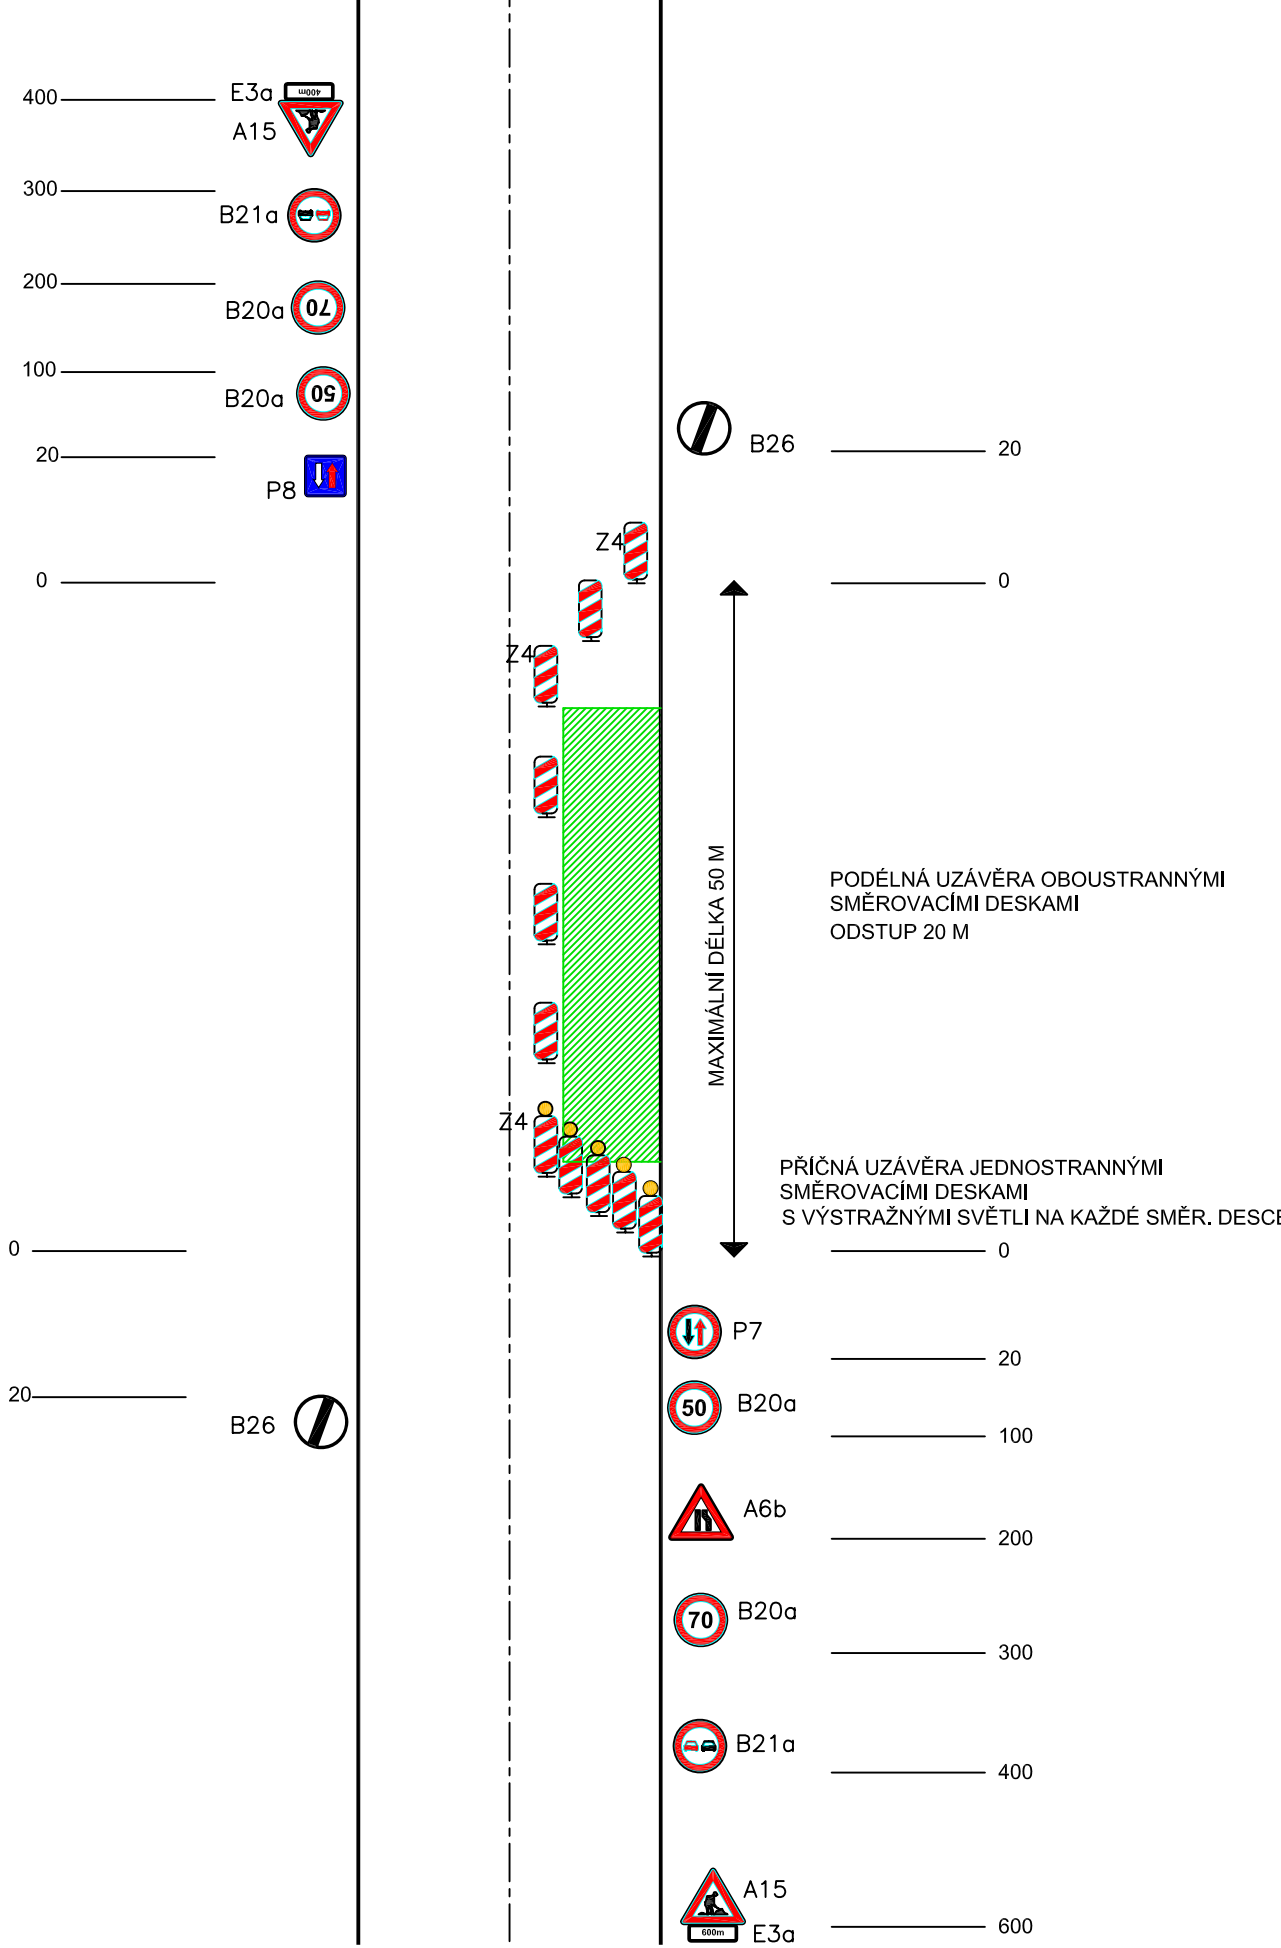 E3a
400m
400
A15
300
B21a
200
B20a
70
100
B20a
50
B26
20
20
P8
Z4
0
0
Z4
MAXIMÁLNÍ DÉLKA 50 M
PODÉLNÁ UZÁVĚRA OBOUSTRANNÝMI
SMĚROVACÍMI DESKAMI
ODSTUP 20 M
Z4
PŘÍČNÁ UZÁVĚRA JEDNOSTRANNÝMI
SMĚROVACÍMI DESKAMI
S VÝSTRAŽNÝMI SVĚTLI NA KAŽDÉ SMĚR. DESCE
0
0
P7
20
20
50
B20a
B26
100
A6b
200
70
B20a
300
B21a
400
A15
600
600m
E3a